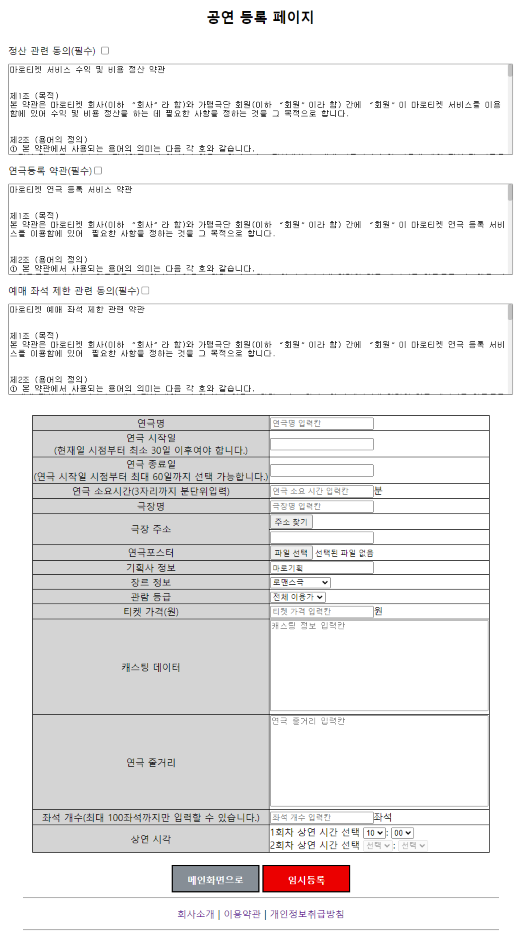 공연 등록 페이지
정산 관련 동의(필수)
마로티켓 서비스 수익 및 비용 정산 약관
제1조 (목적)
본 약관은 마로티켓 회사(이하 "회사"라 함)와 가맹극단 회원(이하 "회원"이라 함) 간에 "회원"이 마로티켓 서비스를 이용
함에 있어 수익 및 비용 정산을 하는 데 필요한 사항을 정하는 것을 그 목적으로 합니다.
제2조 (용어의 정의)
① 본 약관에서 사용되는 용어의 의미는 다음 각 호와 같습니다.
연극등록 약관(필수)
마로티켓 연극 등록 서비스 약관
제1조 (목적)
본 약관은 마로티켓 회사(이하 "회사"라 함)와 가맹극단 회원(이하 "회원"이라 함) 간에 "회원"이 마로티켓 연극 등록 서비
스를 이용함에 있어 필요한 사항을 정하는 것을 그 목적으로 합니다.
제2조 (용어의 정의)
① 본 약관에서 사용되는 용어의 의미는 다음 각 호와 같습니다.
예매 좌석 제한 관련 동의(필수)
마로티켓 예매 좌석 제한 관련 약관
제1조 (목적)
본 약관은 마로티켓 회사(이하 "회사"라 함)와 가맹극단 회원(이하 "회원"이라 함) 간에 "회원"이 마로티켓 연극 등록 서비
스를 이용함에 있어 필요한 사항을 정하는 것을 그 목적으로 합니다.
제2조 (용어의 정의)
① 본 약관에서 사용되는 용어의 의미는 다음 각 호와 같습니다.
연극명 연극명 입력칸
연극 시작일
(현재일 시점부터 최소 30일 이후여야 합니다.)
연극 종료일
(연극 시작일 시점부터 최대 60일까지 선택 가능합니다.)
연극 소요시간(3자리까지 분단위입력) 연극 소요 시간 입력칸 분
극장명 극장명 입력칸
극장 주소 주소 찾기
연극포스터 파일 선택 선택된 파일 없음
기획사 정보 마로기획
장르 정보 로맨스극
관람 등급 전체 이용가
티켓 가격(원) 티켓 가격 입력칸 원
캐스팅 데이터 캐스팅 정보 입력칸
연극 줄거리 연극 줄거리 입력칸
좌석 개수(최대 100좌석까지만 입력할 수 있습니다.) 좌석 개수 입력칸 좌석
상연 시각 1회차 상연 시간 선택 10 : 00
2회차 상연 시간 선택 선택 : 선택
메인화면으로 임시등록
회사소개 | 이용약관 | 개인정보취급방침